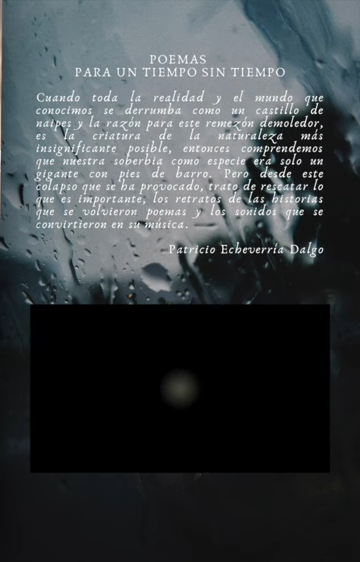 POEMAS
PARA UN TIEMPO SIN TIEMPO
Cuando toda la realidad y el mundo que
conocimos se derrumba como un castillo de
naipes y la razón para este remezón demoledor,
es la criatura de la naturaleza más
insignificante posible, entonces comprendemos
que nuestra soberbia como especie era solo un
gigante con pies de barro. Pero desde este
colapso que se ha provocado, trato de rescatar lo
que es importante, los retratos de las historias
que se volvieron poemas y los sonidos que se
convirtieron en su música.
Patricio Echeverría Dalgo